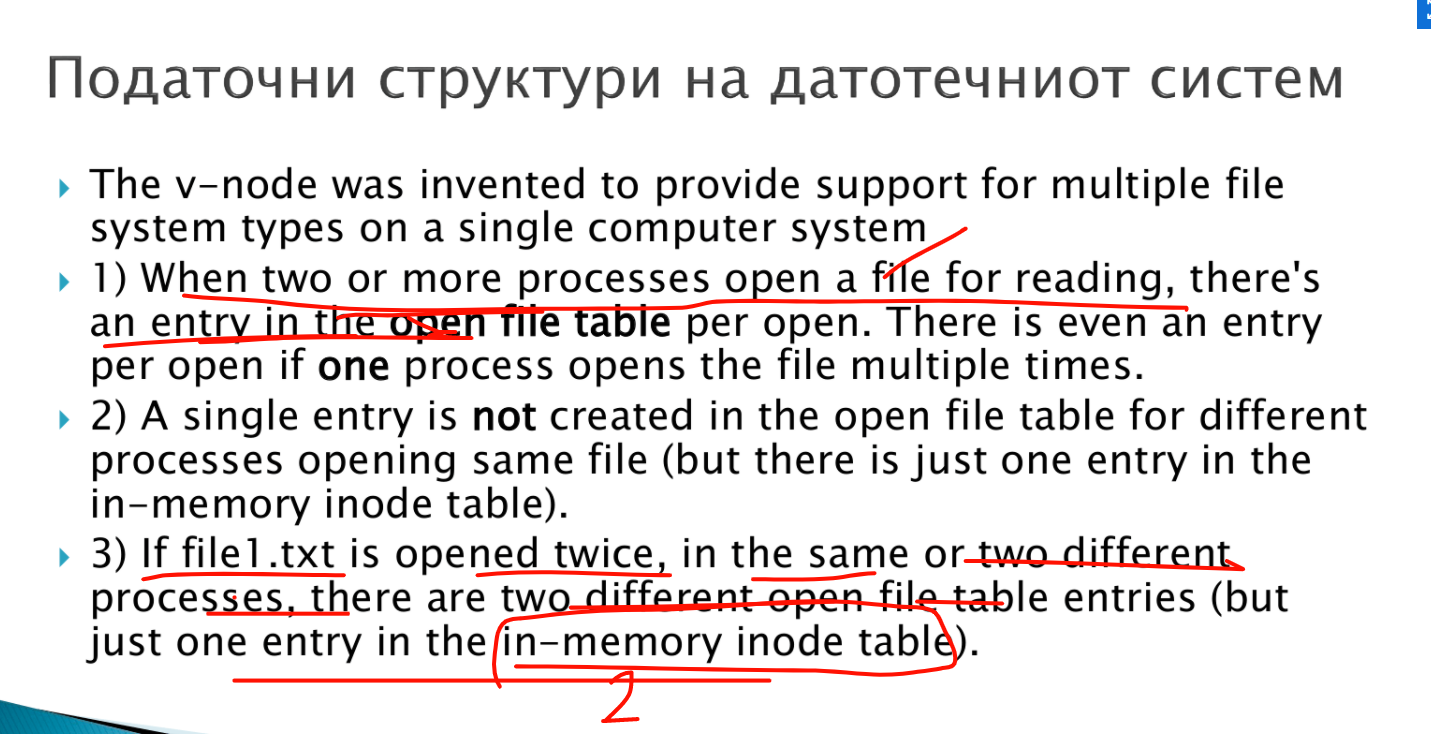 Податочни структури на датотечниот систем
The v-node was invented to provide support for multiple file
system types on a single computer system
1) When two or more processes open a file for reading, there's
an entry in the open file table per open. There is even an entry
per open if one process opens the file multiple times.
2) A single entry is not created in the open file table for different
processes opening same file (but there is just one entry in the
in-memory inode table).
3) If file1.txt is opened twice, in the same or two different
processes, there are two different open file table entries (but
just one entry in the in-memory inode table).
2